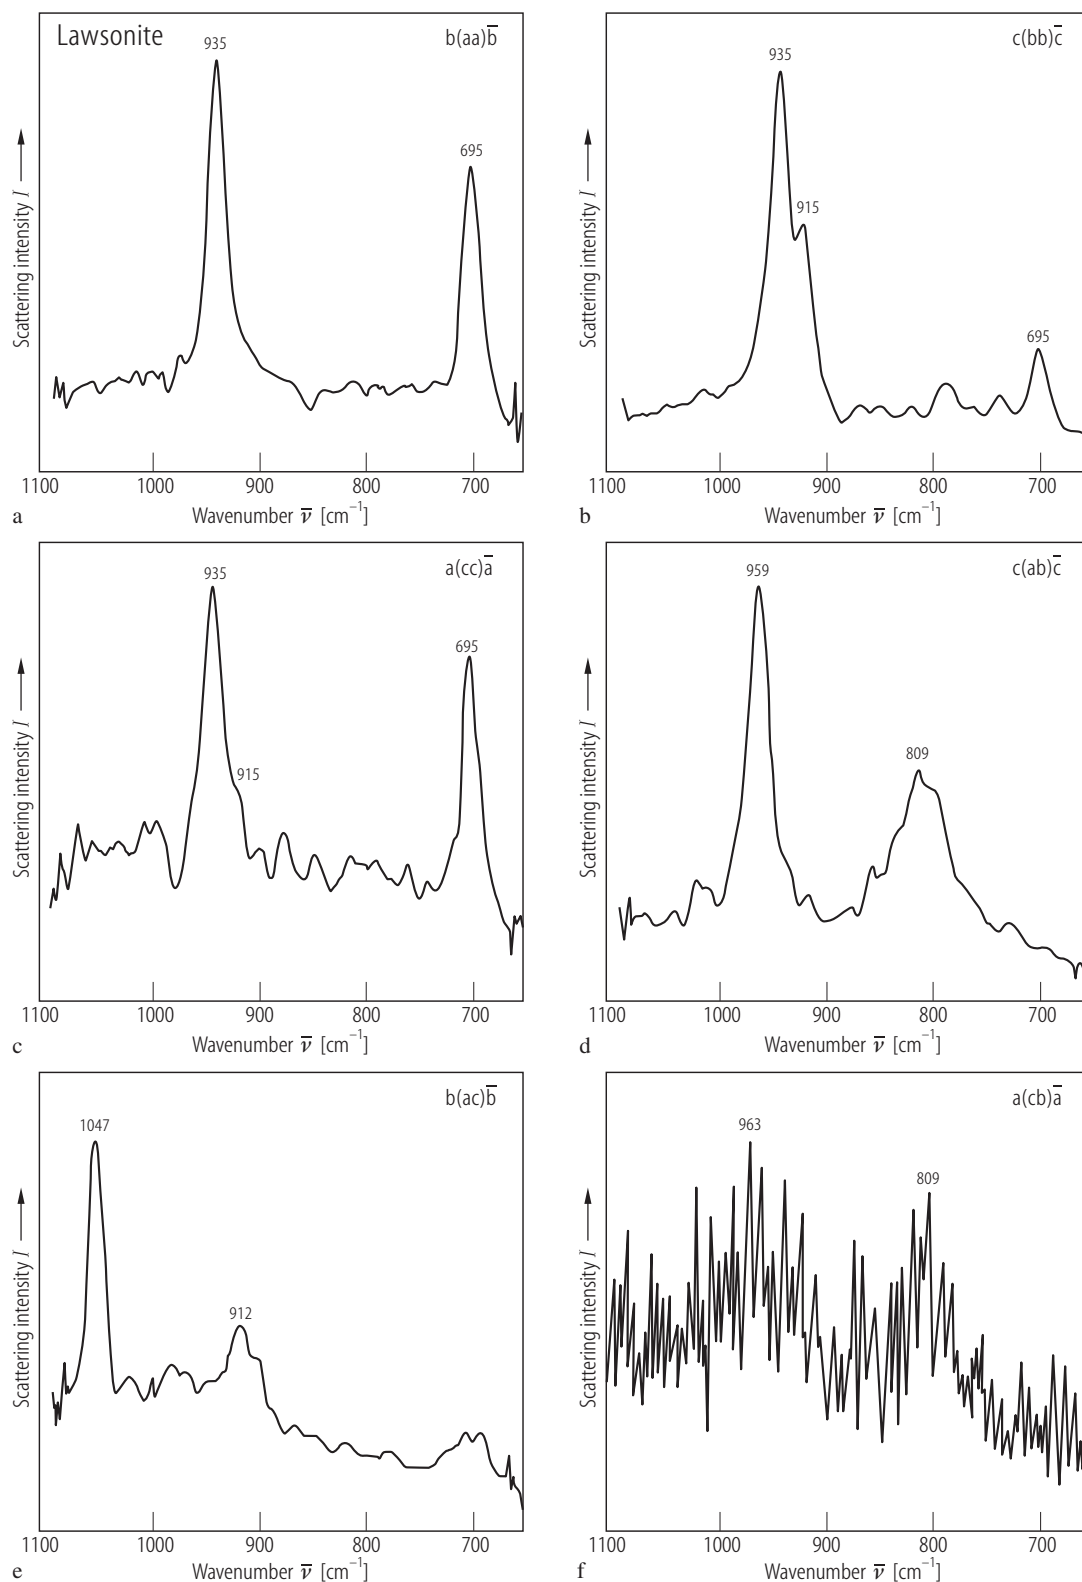 Lawsonite
b(aa)b̅
935
695
Scattering intensity I
1100 1000 900 800 700
Wavenumber ν̅ [cm⁻¹]
a
c(bb)c̅
935
915
695
Scattering intensity I
1100 1000 900 800 700
Wavenumber ν̅ [cm⁻¹]
b
a(cc)a̅
935
915
695
Scattering intensity I
1100 1000 900 800 700
Wavenumber ν̅ [cm⁻¹]
c
c(ab)c̅
959
809
Scattering intensity I
1100 1000 900 800 700
Wavenumber ν̅ [cm⁻¹]
d
b(ac)b̅
1047
912
Scattering intensity I
1100 1000 900 800 700
Wavenumber ν̅ [cm⁻¹]
e
a(cb)a̅
963
809
Scattering intensity I
1100 1000 900 800 700
Wavenumber ν̅ [cm⁻¹]
f